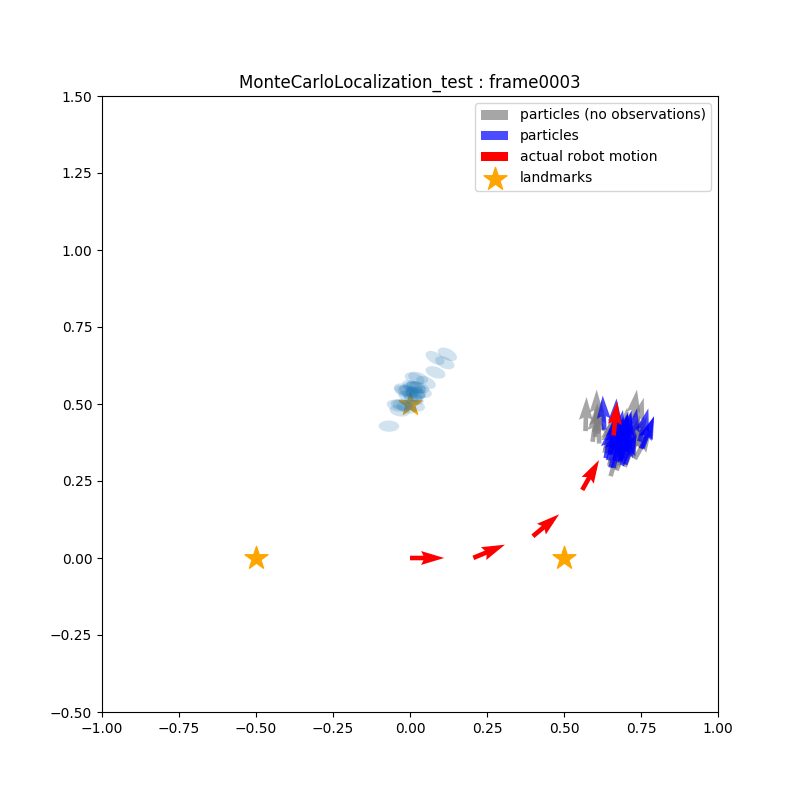 MonteCarloLocalization_test : frame0003
particles (no observations)
particles
actual robot motion
landmarks
1.50
1.25
1.00
0.75
0.50
0.25
0.00
−0.25
−0.50
−1.00 −0.75 −0.50 −0.25 0.00 0.25 0.50 0.75 1.00